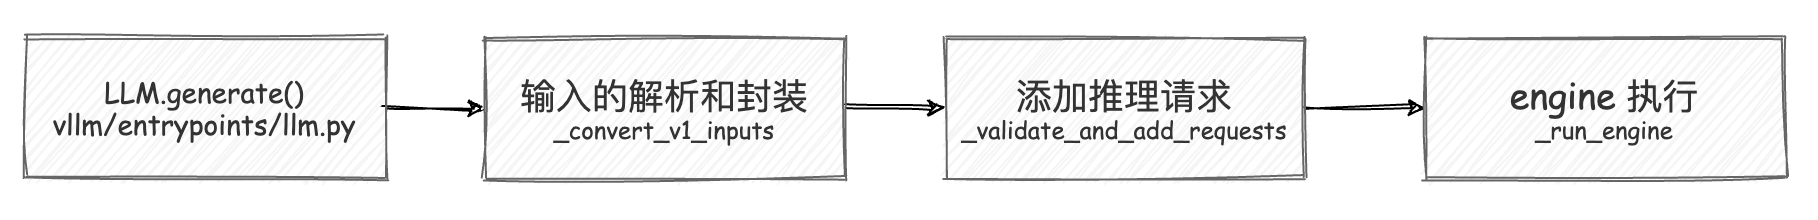 LLM.generate()
vllm/entrypoints/llm.py
输入的解析和封装
_convert_v1_inputs
添加推理请求
_validate_and_add_requests
engine 执行
_run_engine